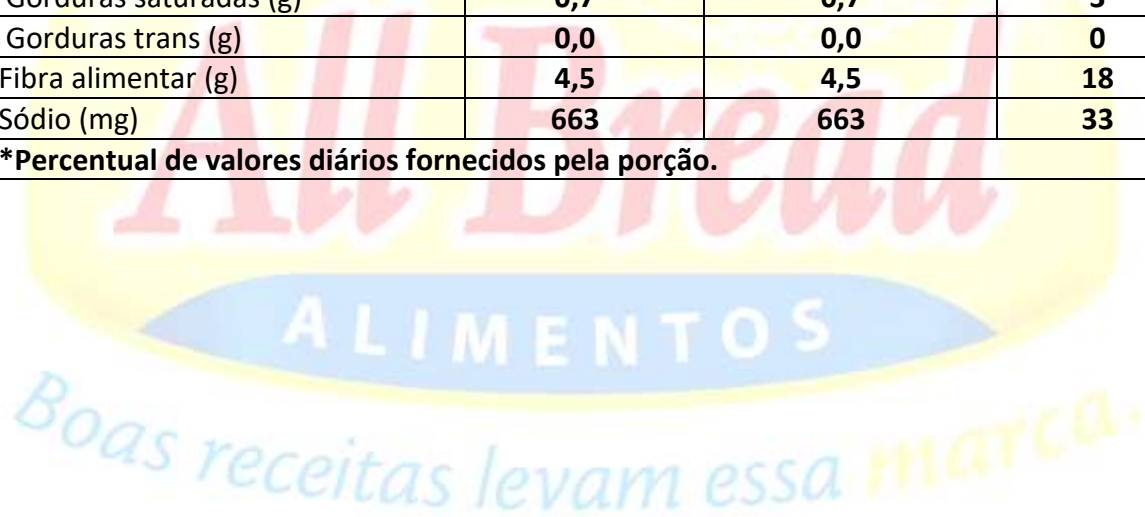 Gorduras saturadas (g) 0,7 0,7 3
Gorduras trans (g) 0,0 0,0 0
Fibra alimentar (g) 4,5 4,5 18
Sódio (mg) 663 663 33
*Percentual de valores diários fornecidos pela porção.
All Bread
ALIMENTOS
Boas receitas levam essa marca.